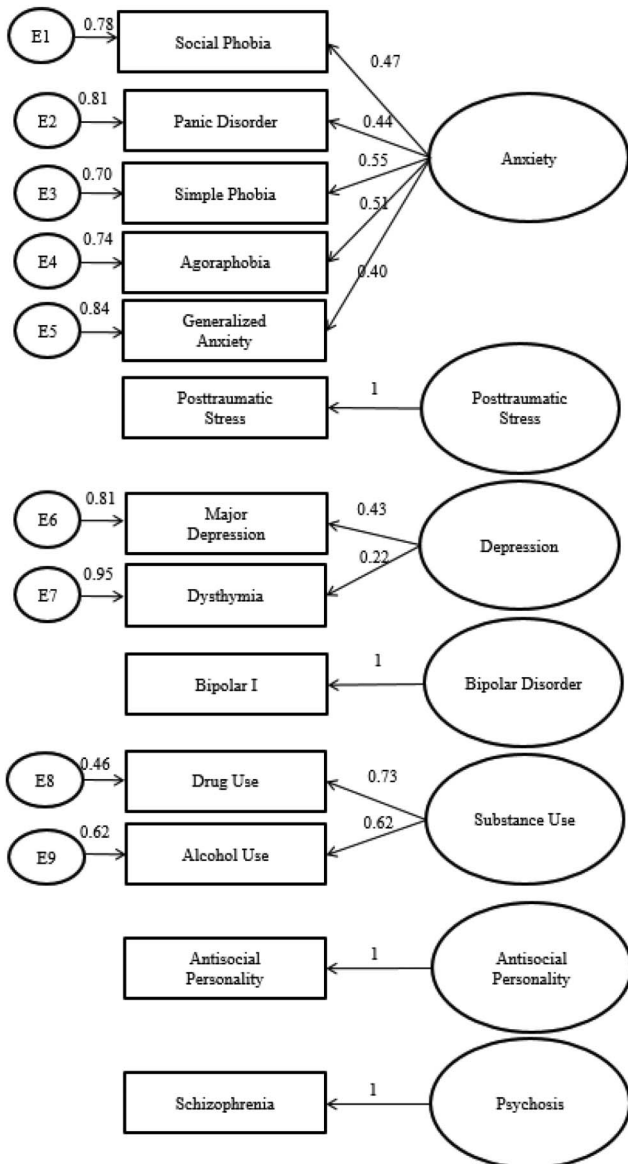 E1
0.78
Social Phobia
0.47
E2
0.81
Panic Disorder
0.44
Anxiety
E3
0.70
Simple Phobia
0.55
E4
0.74
Agoraphobia
0.51
E5
0.84
Generalized
Anxiety
0.40
Posttraumatic
Stress
1
Posttraumatic
Stress
E6
0.81
Major
Depression
0.43
Depression
E7
0.95
Dysthymia
0.22
Bipolar I
1
Bipolar Disorder
E8
0.46
Drug Use
0.73
Substance Use
E9
0.62
Alcohol Use
0.62
Antisocial
Personality
1
Antisocial
Personality
Schizophrenia
1
Psychosis